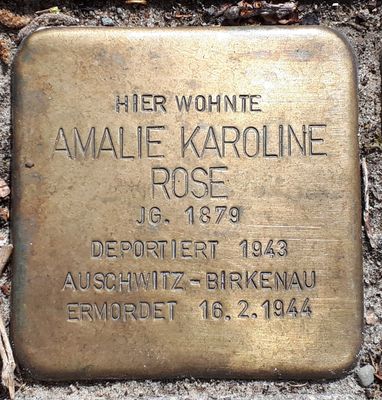 HIER WOHNTE
AMALIE KAROLINE
ROSE
JG. 1879
DEPORTIERT 1943
AUSCHWITZ-BIRKENAU
ERMORDET 16.2.1944